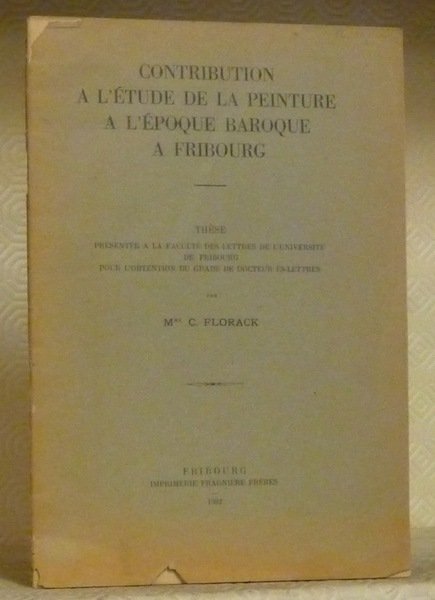 CONTRIBUTION
A L'ÉTUDE DE LA PEINTURE
A L'ÉPOQUE BAROQUE
A FRIBOURG
THÈSE
PRÉSENTÉE A LA FACULTÉ DES LETTRES DE L'UNIVERSITÉ
DE FRIBOURG
POUR L'OBTENTION DU GRADE DE DOCTEUR ÈS-LETTRES
PAR
C. FLORACK
FRIBOURG
IMPRIMERIE FRAGNIÈRE FRÈRES